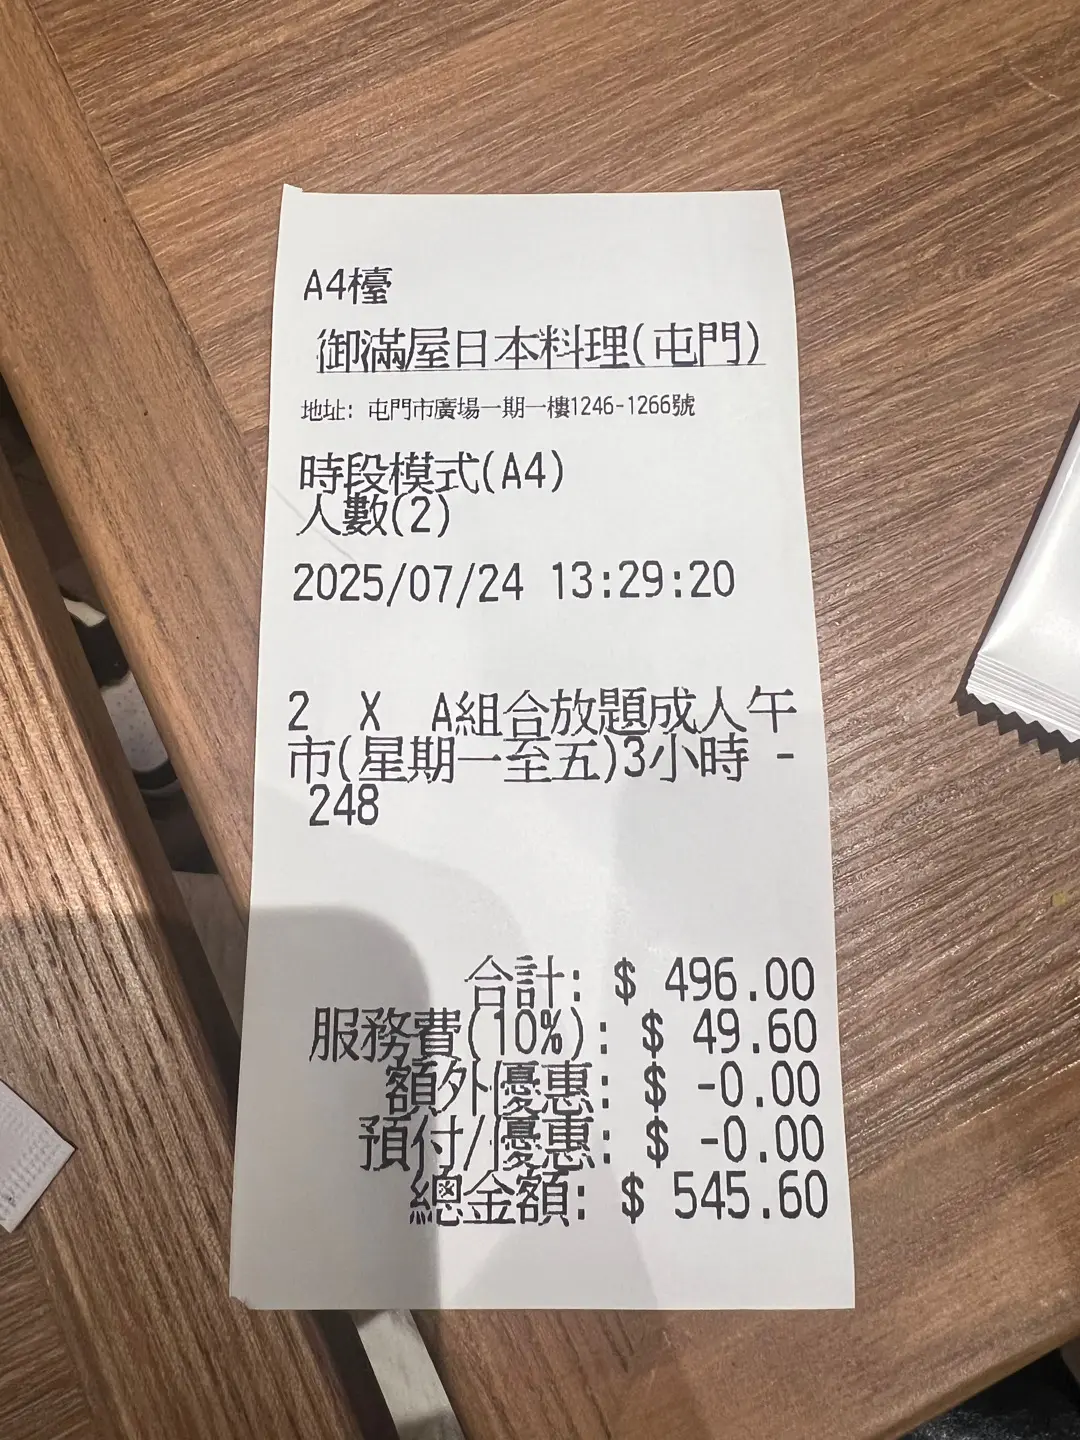 A4檯
御滿屋日本料理(屯門)
地址: 屯門市廣場一期一樓1246-1266號
時段模式(A4)
人數(2)
2025/07/24 13:29:20
2 X A組合放題成人午
市(星期一至五)3小時 -
248
合計: $ 496.00
服務費(10%): $ 49.60
額外優惠: $ -0.00
預付/優惠: $ -0.00
總金額: $ 545.60